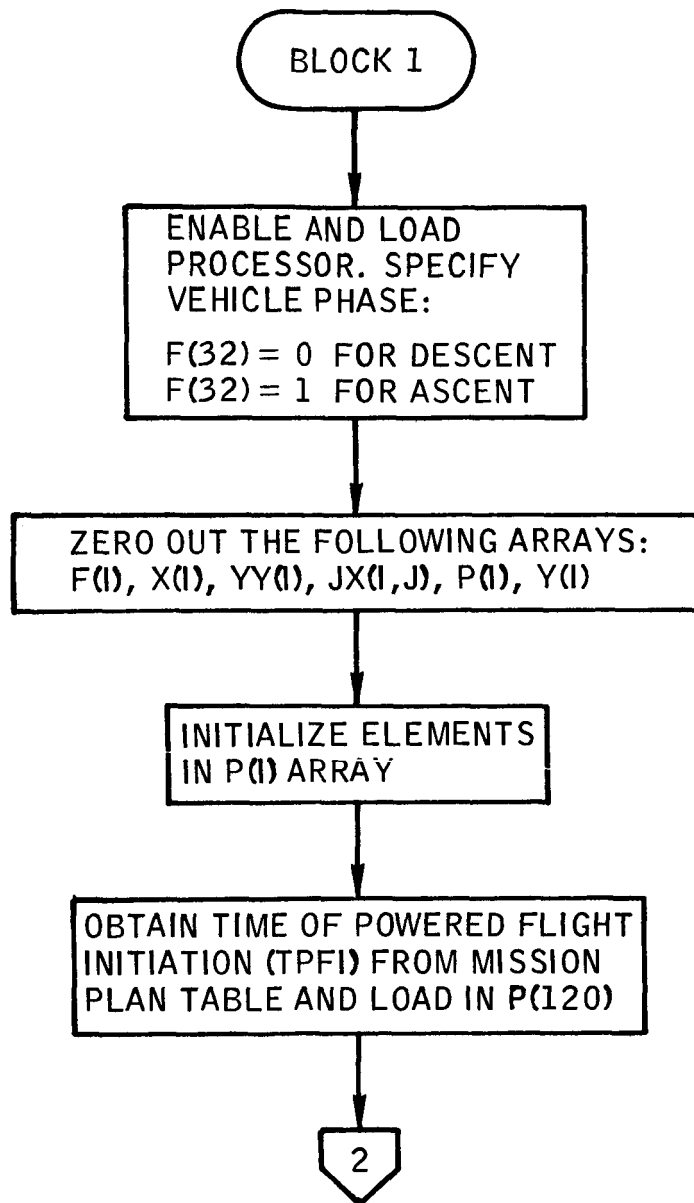 BLOCK 1
ENABLE AND LOAD
PROCESSOR. SPECIFY
VEHICLE PHASE:
F(32) = 0 FOR DESCENT
F(32) = 1 FOR ASCENT
ZERO OUT THE FOLLOWING ARRAYS:
F(I), X(I), YY(I), JX(I,J), P(I), Y(I)
INITIALIZE ELEMENTS
IN P(I) ARRAY
OBTAIN TIME OF POWERED FLIGHT
INITIATION (TPFI) FROM MISSION
PLAN TABLE AND LOAD IN P(120)
2